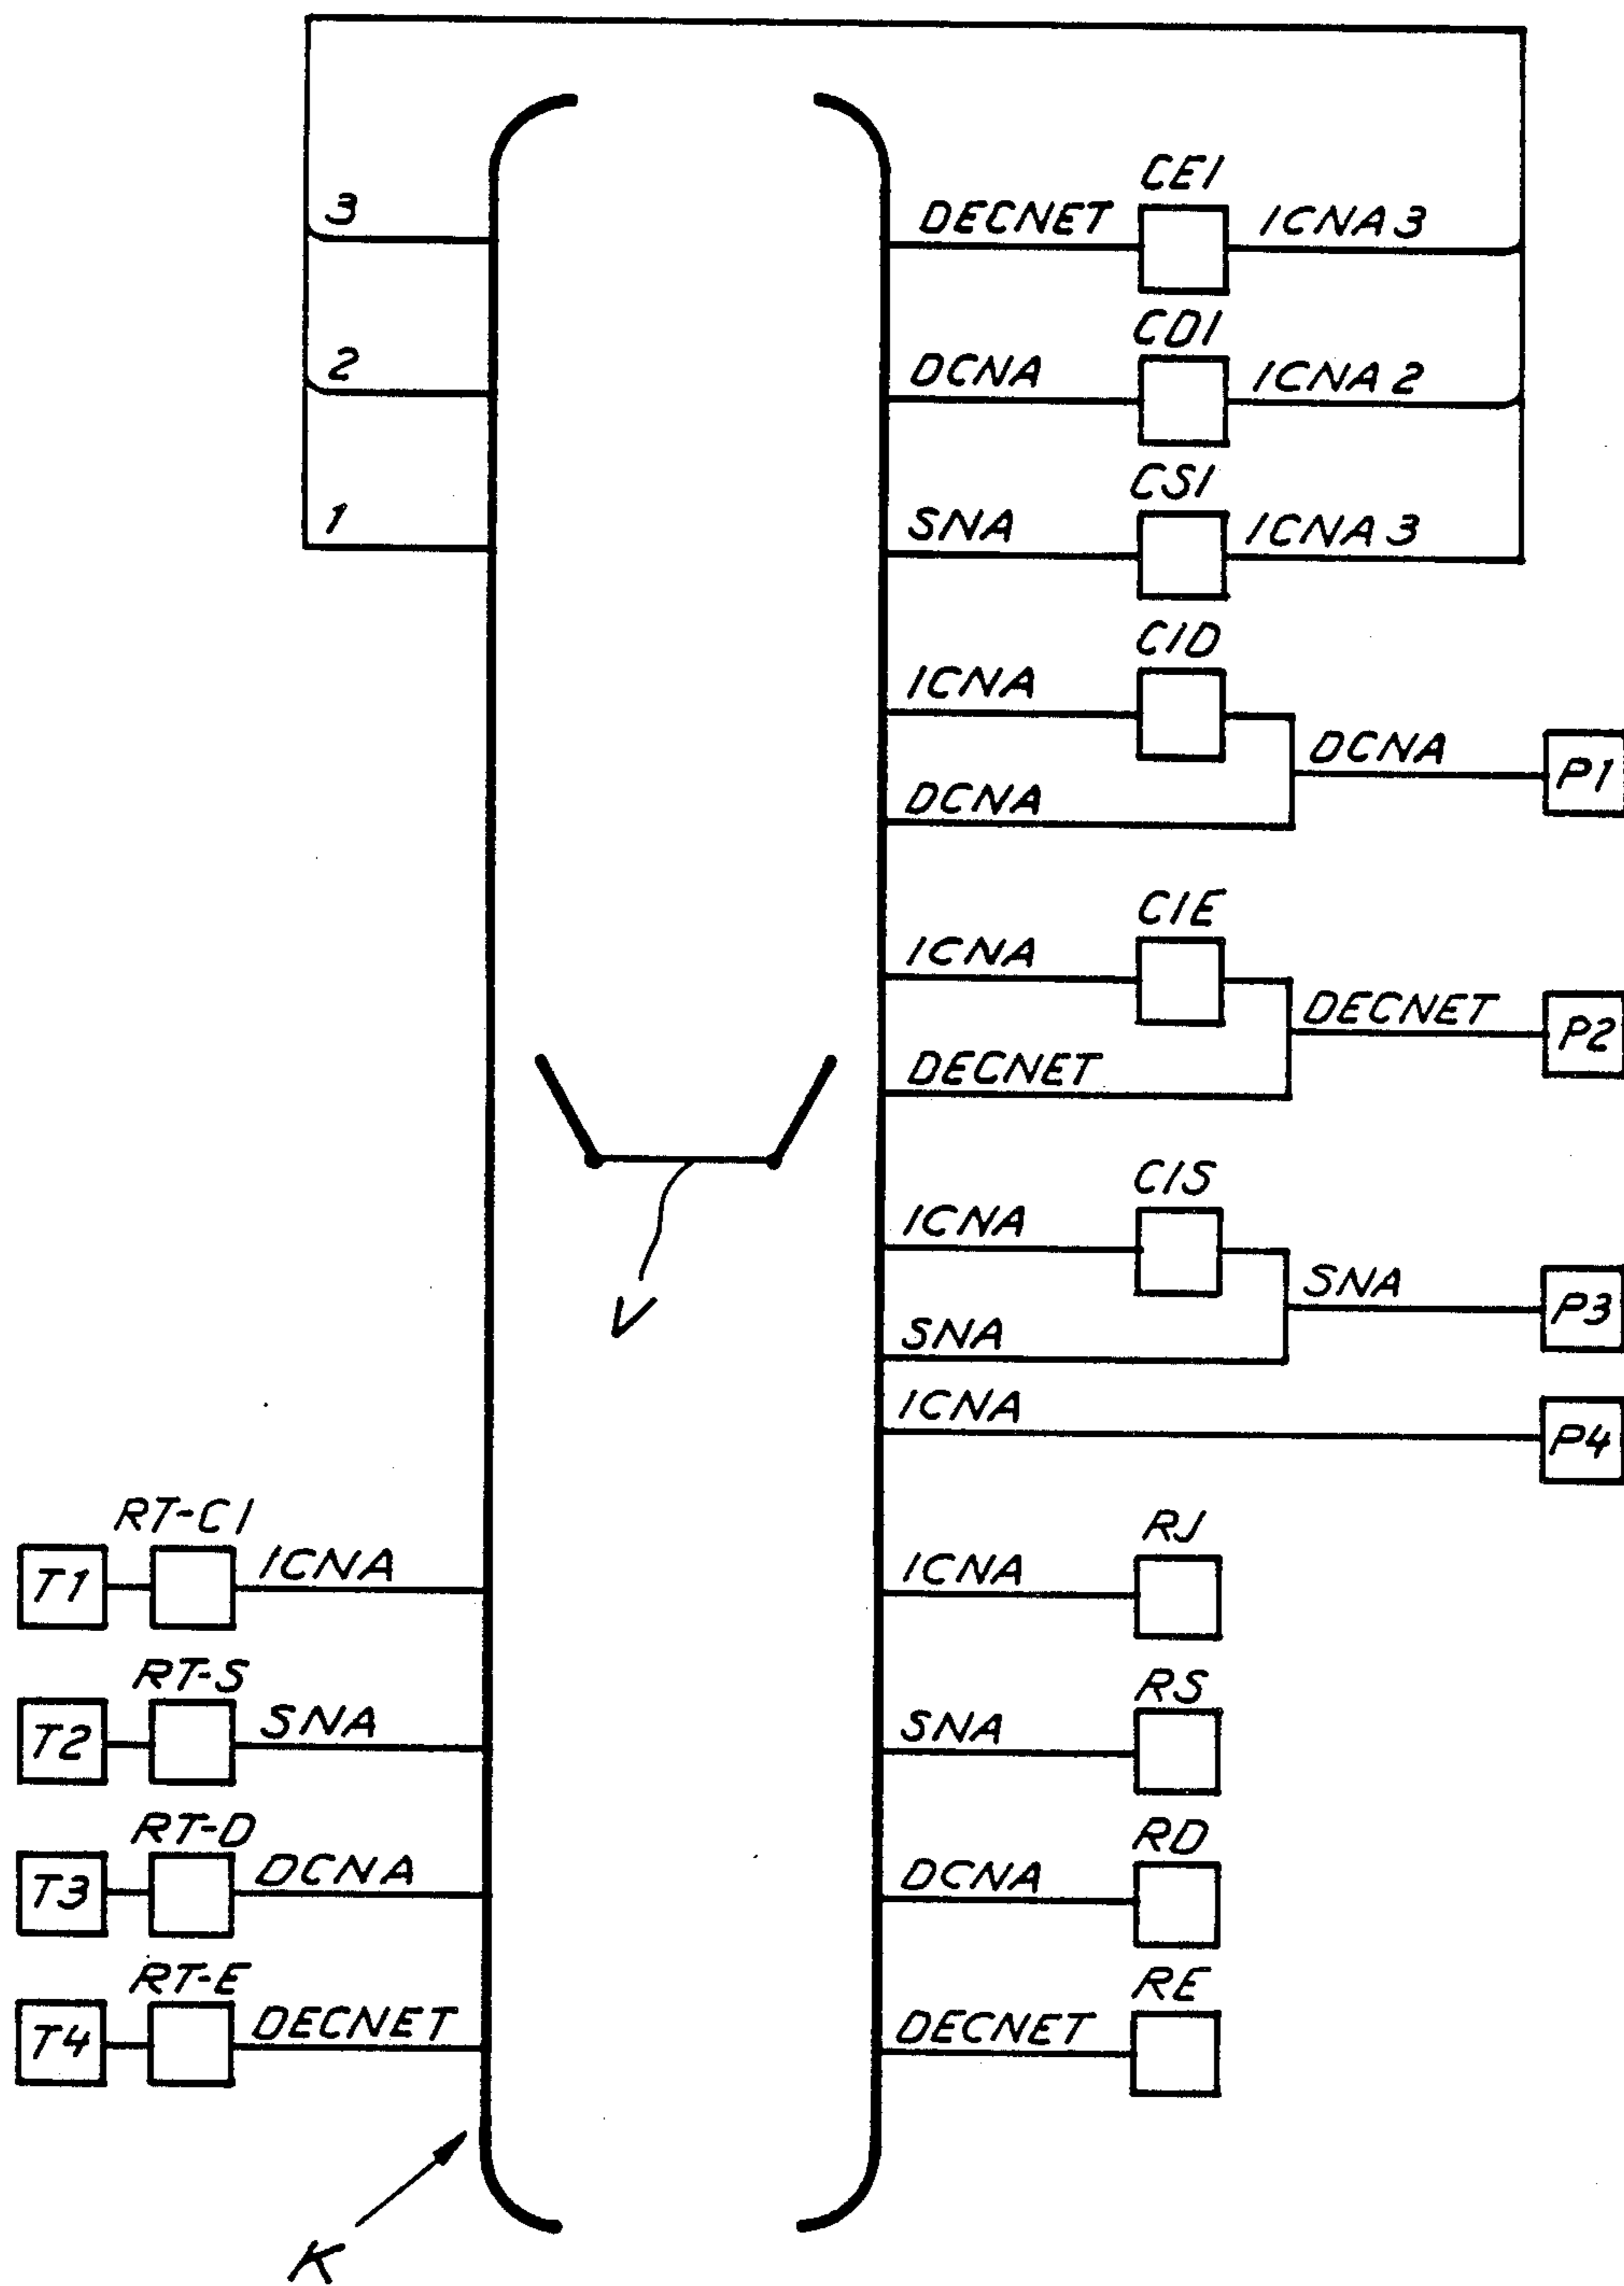 CEI
3
DECNET
ICNA 3
CDI
2
DCNA
ICNA 2
CSI
1
SNA
ICNA 3
CID
ICNA
DCNA
P1
DCNA
CIE
ICNA
DECNET
P2
DECNET
CIS
ICNA
SNA
P3
V
SNA
ICNA
P4
RT-CI
RJ
T1
ICNA
ICNA
RT-S
RS
T2
SNA
SNA
RT-D
RD
T3
DCNA
DCNA
RT-E
RE
T4
DECNET
DECNET
K